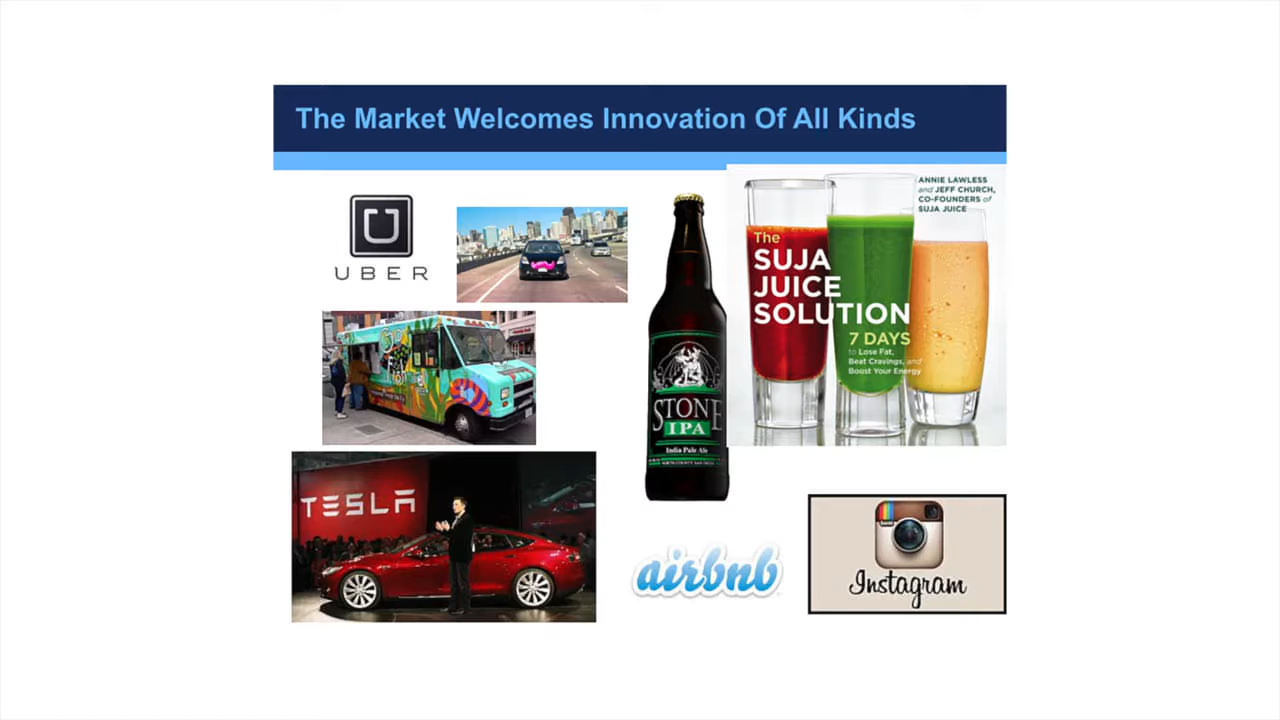 The Market Welcomes Innovation Of All Kinds
UBER
ANNIE LAWLESS
and JEFF CHURCH,
CO-FOUNDERS of
SUJA JUICE
The
SUJA
JUICE
SOLUTION
7 DAYS
to Lose Fat,
Beat Cravings, and
Boost Your Energy
STONE
IPA
India Pale Ale
TESLA
airbnb
Instagram